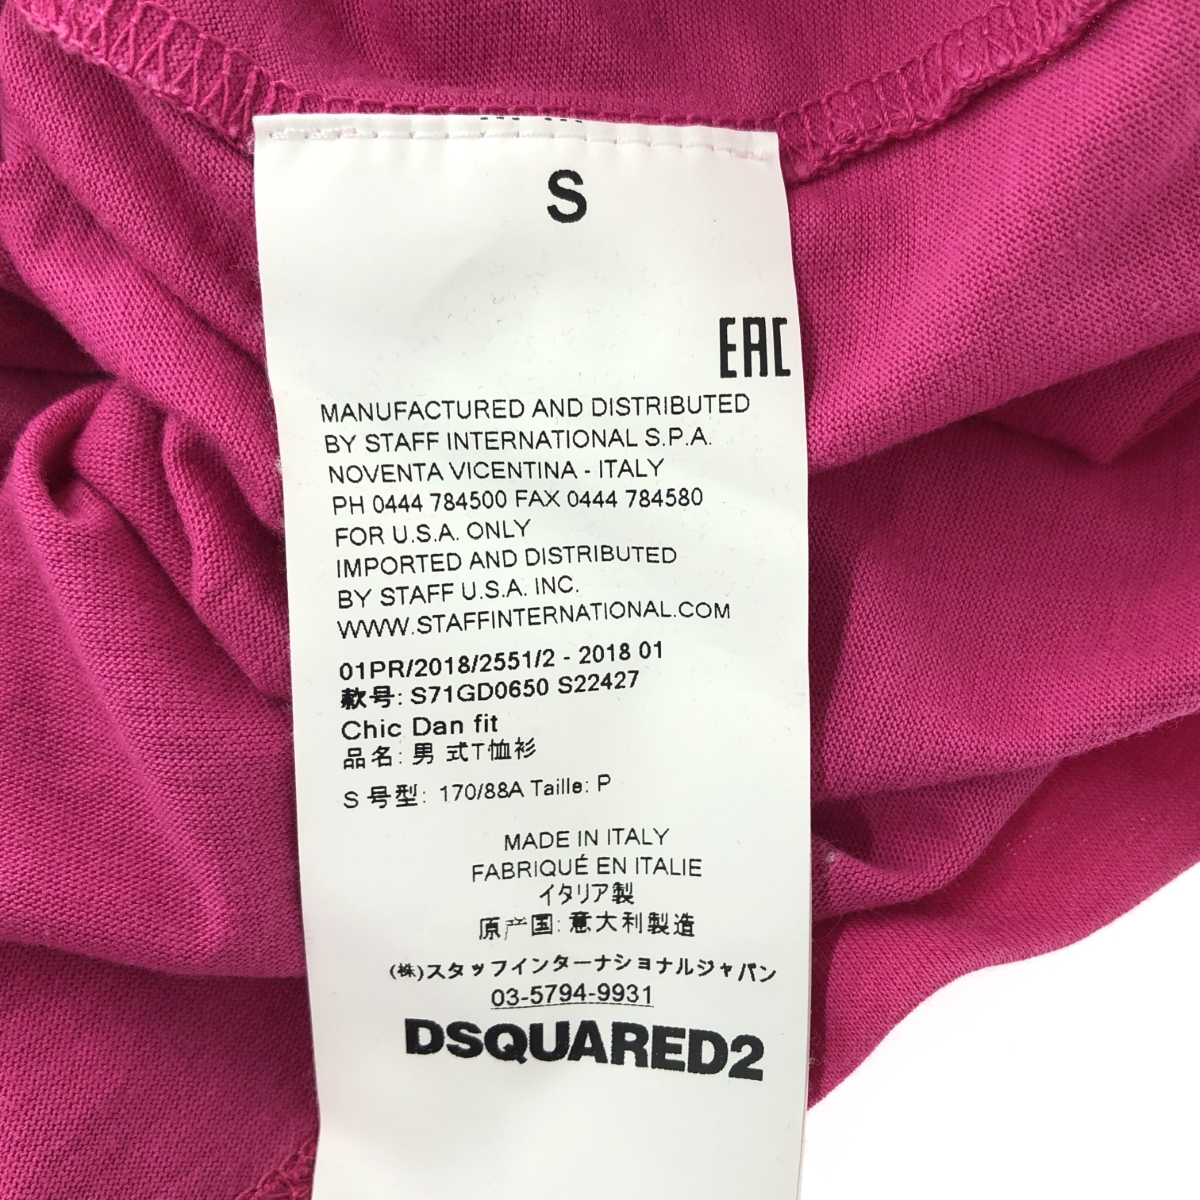 S
EAC
MANUFACTURED AND DISTRIBUTED
BY STAFF INTERNATIONAL S.P.A.
NOVENTA VICENTINA - ITALY
PH 0444 784500 FAX 0444 784580
FOR U.S.A. ONLY
IMPORTED AND DISTRIBUTED
BY STAFF U.S.A. INC.
WWW.STAFFINTERNATIONAL.COM
01PR/2018/2551/2 - 2018 01
款号: S71GD0650 S22427
Chic Dan fit
品名: 男 式T恤衫
S 号型: 170/88A Taille: P
MADE IN ITALY
FABRIQUÉ EN ITALIE
イタリア製
原产国: 意大利製造
(株)スタッフインターナショナルジャパン
03-5794-9931
DSQUARED2